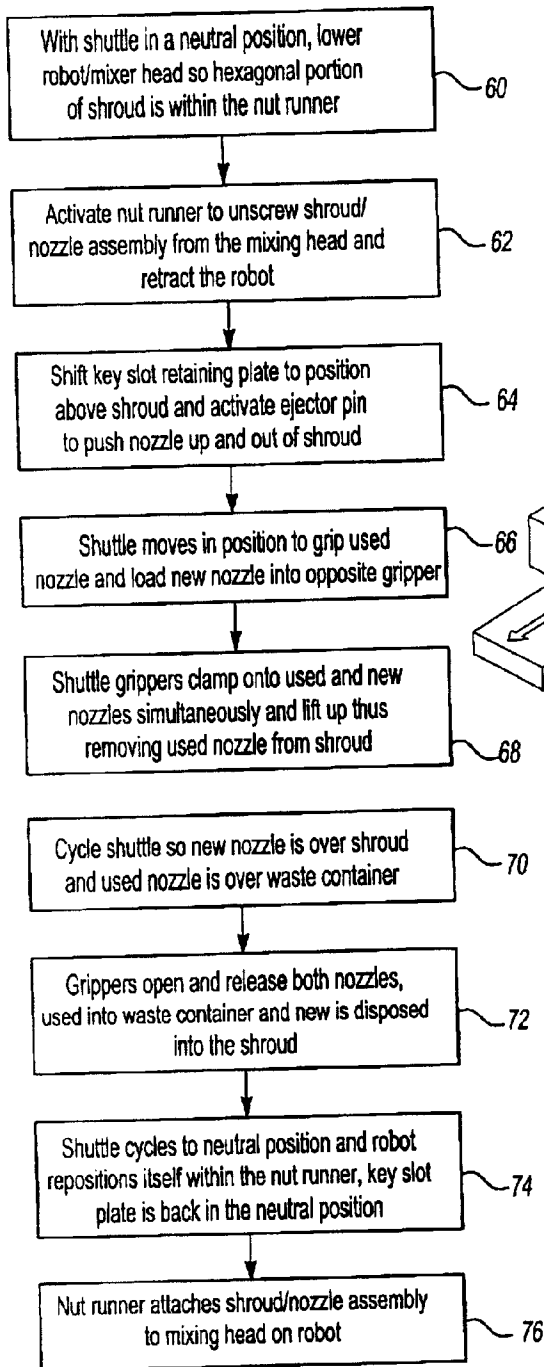 With shuttle in a neutral position, lower
robot/mixer head so hexagonal portion
of shroud is within the nut runner
60
Activate nut runner to unscrew shroud/
nozzle assembly from the mixing head and
retract the robot
62
Shift key slot retaining plate to position
above shroud and activate ejector pin
to push nozzle up and out of shroud
64
Shuttle moves in position to grip used
nozzle and load new nozzle into opposite gripper
66
Shuttle grippers clamp onto used and new
nozzles simultaneously and lift up thus
removing used nozzle from shroud
68
Cycle shuttle so new nozzle is over shroud
and used nozzle is over waste container
70
Grippers open and release both nozzles,
used into waste container and new is disposed
into the shroud
72
Shuttle cycles to neutral position and robot
repositions itself within the nut runner, key slot
plate is back in the neutral position
74
Nut runner attaches shroud/nozzle assembly
to mixing head on robot
76